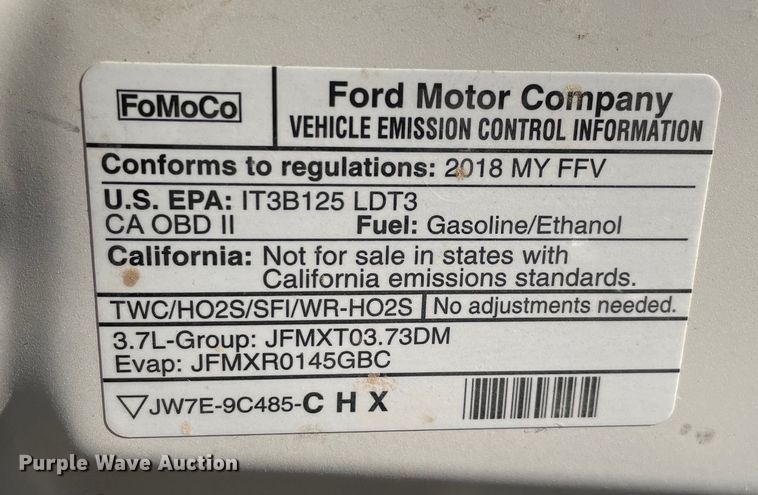 FoMoCo
Ford Motor Company
VEHICLE EMISSION CONTROL INFORMATION
Conforms to regulations: 2018 MY FFV
U.S. EPA: IT3B125 LDT3
CA OBD II Fuel: Gasoline/Ethanol
California: Not for sale in states with
California emissions standards.
TWC/HO2S/SFI/WR-HO2S No adjustments needed.
3.7L-Group: JFMXT03.73DM
Evap: JFMXR0145GBC
▽JW7E-9C485-C H X
Purple Wave Auction